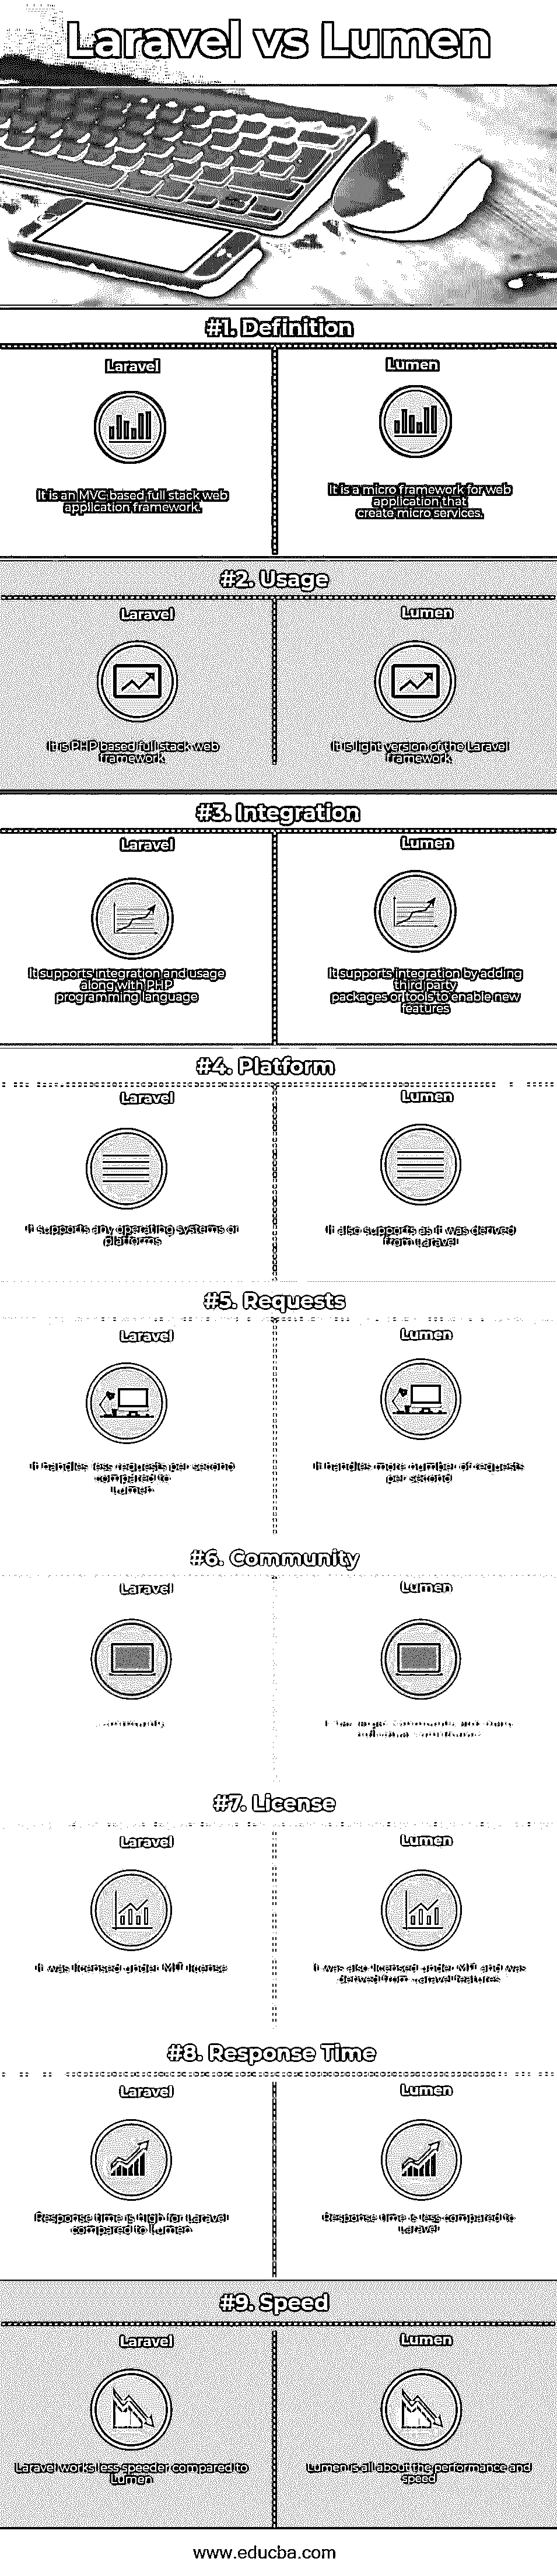 Laravel vs Lumen
#1. Definition
Laravel
It is an MVC based full stack web
application framework.
Lumen
It is a micro framework for web
application that
create micro services.
#2. Usage
Laravel
It is PHP based full stack web
framework
Lumen
It is light version of the Laravel
framework
#3. Integration
Laravel
It supports integration and usage
along with PHP
programming language
Lumen
It supports integration by adding
third party
packages or tools to enable new
features
#4. Platform
Laravel
It supports any operating systems or
platforms
Lumen
It also supports as it was derived
from Laravel
#5. Requests
Laravel
It handles less requests per second
compared to
Lumen
Lumen
It handles more number of requests
per second
#6. Community
Laravel
Lumen
#7. License
Laravel
It was licensed under MIT license
Lumen
It was also licensed under MIT and was
derived from Laravel features
#8. Response Time
Laravel
Response time is high for Laravel
compared to Lumen
Lumen
Response time is less compared to
Laravel
#9. Speed
Laravel
Laravel works less speeder compared to
Lumen
Lumen
Lumen is all about the performance and
speed
www.educba.com